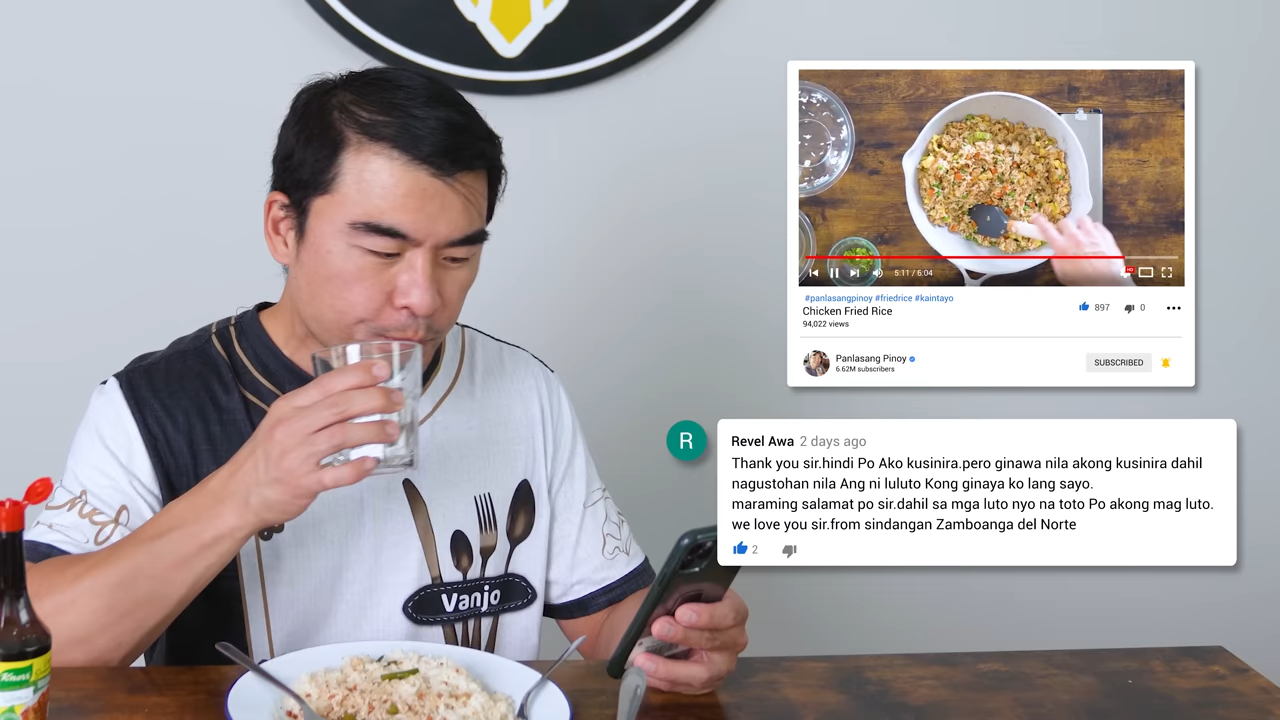 5:11 / 6:04
HD
#panlasangpinoy #friedrice #kaintayo
Chicken Fried Rice
94,022 views
897
0
Panlasang Pinoy
6.62M subscribers
SUBSCRIBED
R
Revel Awa 2 days ago
Thank you sir.hindi Po Ako kusinira.pero ginawa nila akong kusinira dahil
nagustohan nila Ang ni luluto Kong ginaya ko lang sayo.
maraming salamat po sir.dahil sa mga luto nyo na toto Po akong mag luto.
we love you sir.from sindangan Zamboanga del Norte
2
Vanjo
Knorr